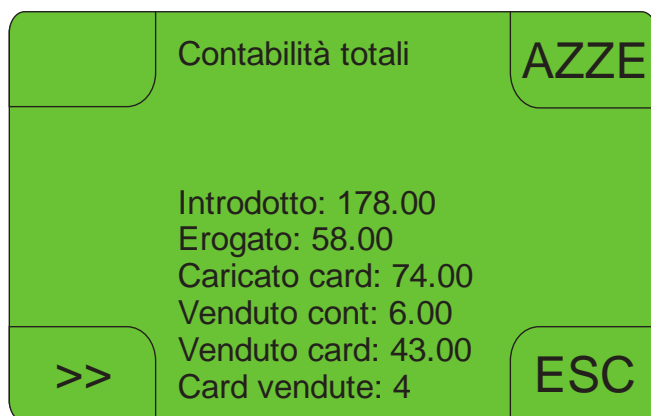 Contabilità totali
AZZE
Introdotto: 178.00
Erogato: 58.00
Caricato card: 74.00
Venduto cont: 6.00
Venduto card: 43.00
Card vendute: 4
>>
ESC